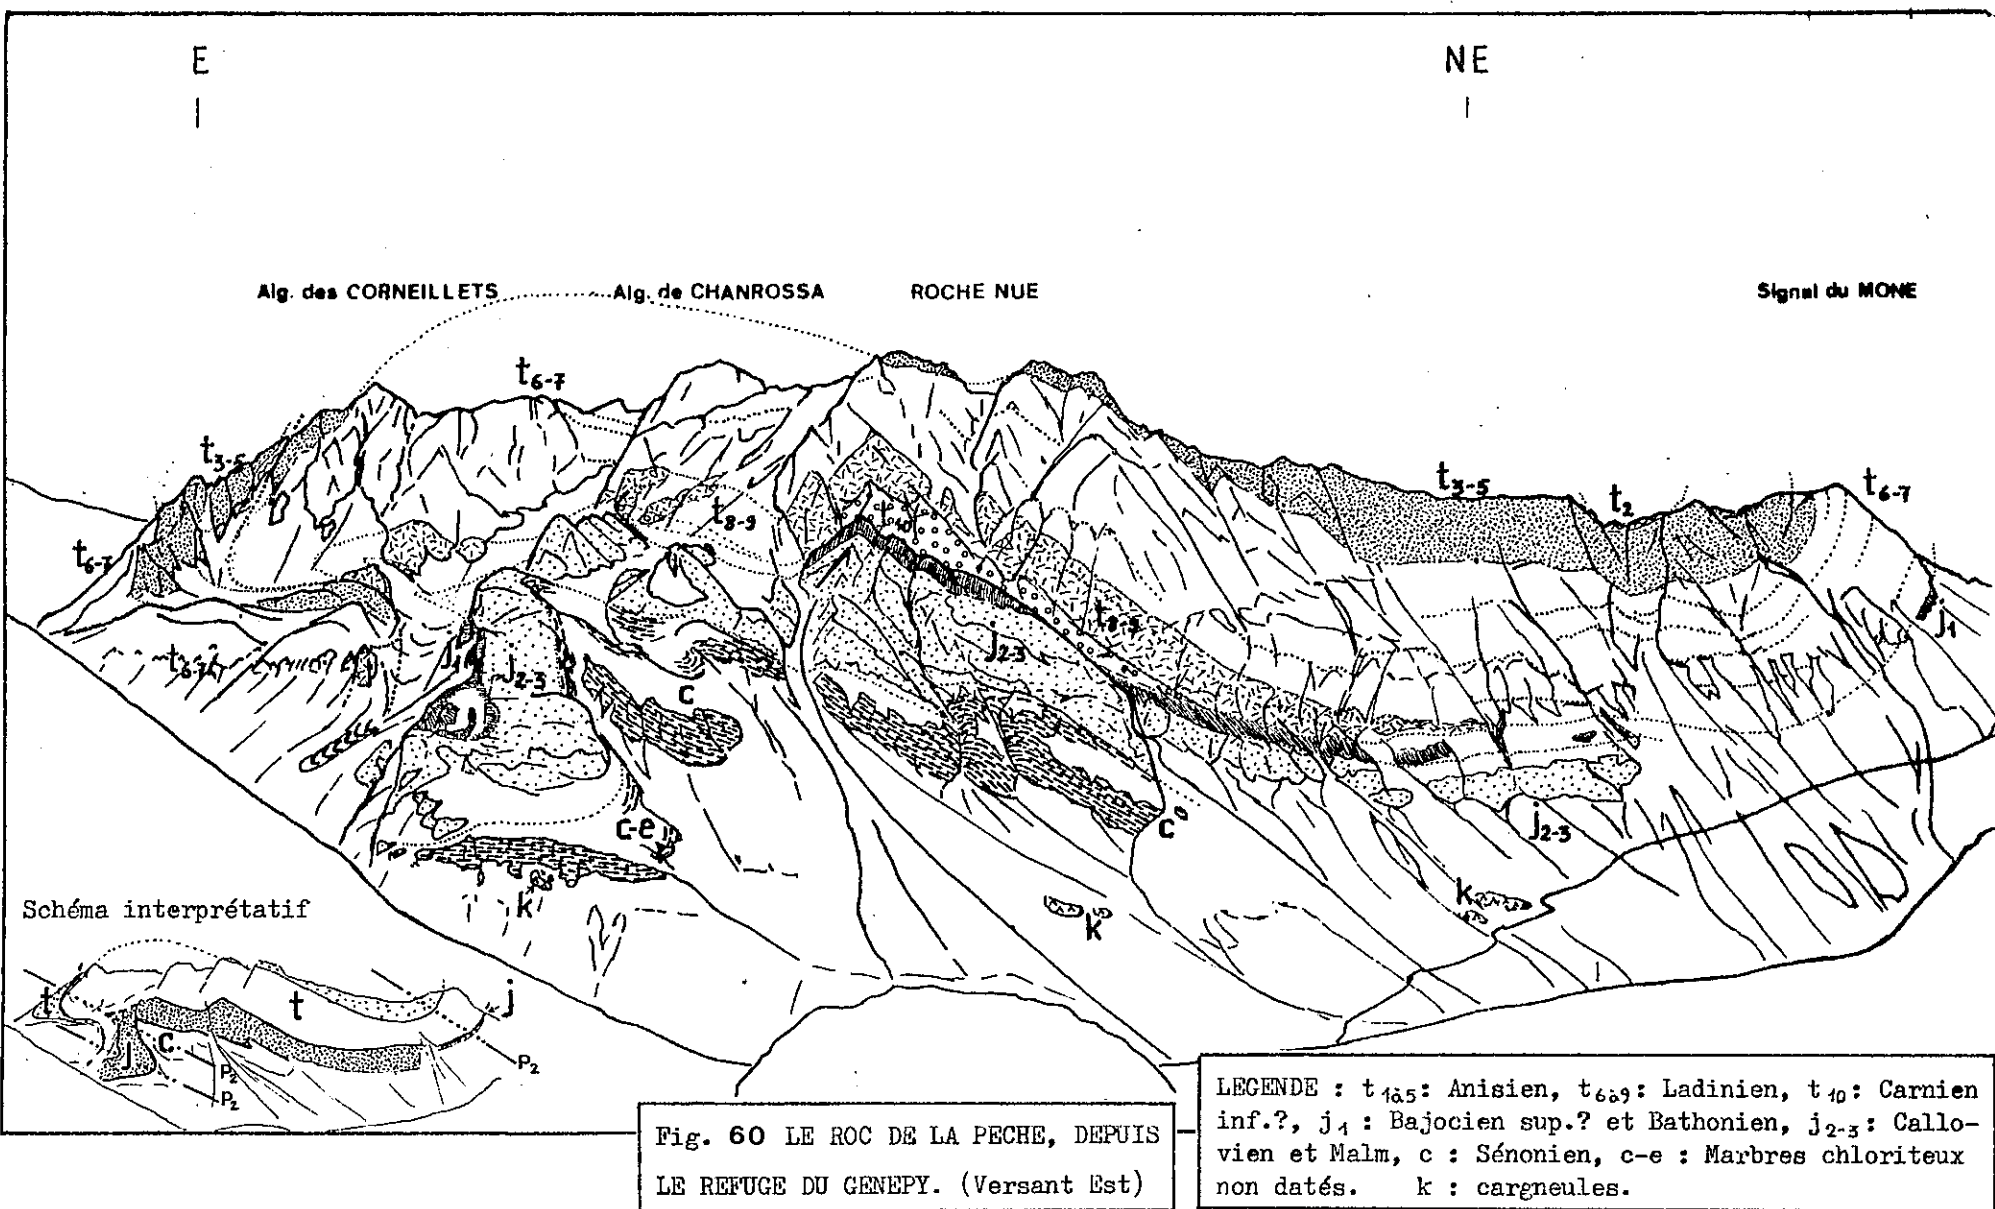 E
NE
Aig. des CORNEILLETS
Aig. de CHANROSSA
ROCHE NUE
Signal du MONE
t6-7
t3-5
t3-5
t2
t6-7
t8-9
10
t6-7
t8-9
j1
j1
j2-3
j2-3
t6-7
c
c-e
c
j2-3
k
k
k
Schéma interprétatif
t
t
j
j
c
P2
P2
P2
Fig. 60 LE ROC DE LA PECHE, DEPUIS
LE REFUGE DU GENEPY. (Versant Est)
LEGENDE : t1à5: Anisien, t6à9: Ladinien, t10: Carnien
inf.?, j1 : Bajocien sup.? et Bathonien, j2-3: Callo-
vien et Malm, c : Sénonien, c-e : Marbres chloriteux
non datés. k : cargneules.